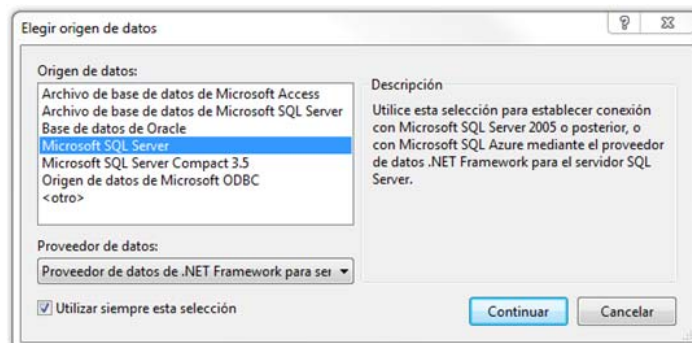 Elegir origen de datos
Origen de datos:
Archivo de base de datos de Microsoft Access
Archivo de base de datos de Microsoft SQL Server
Base de datos de Oracle
Microsoft SQL Server
Microsoft SQL Server Compact 3.5
Origen de datos de Microsoft ODBC
<otro>
Descripción
Utilice esta selección para establecer conexión
con Microsoft SQL Server 2005 o posterior, o
con Microsoft SQL Azure mediante el proveedor
de datos .NET Framework para el servidor SQL
Server.
Proveedor de datos:
Proveedor de datos de .NET Framework para ser
Utilizar siempre esta selección
Continuar
Cancelar